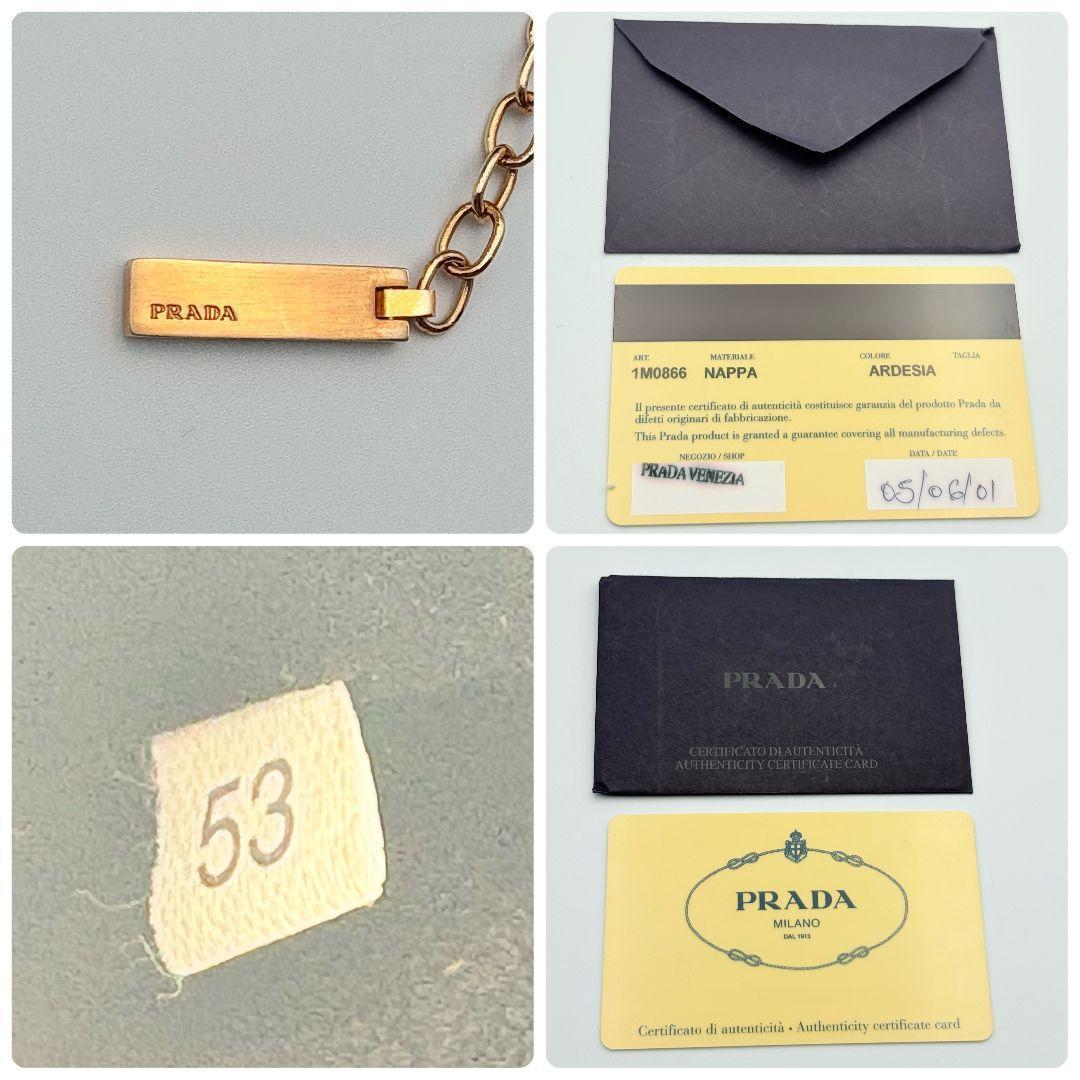 PRADA
ART. MATERIALE COLORE TAGLIA
1M0866 NAPPA ARDESIA
Il presente certificato di autenticità costituisce garanzia del prodotto Prada da
difetti originari di fabbricazione.
This Prada product is granted a guarantee covering all manufacturing defects.
NEGOZIO / SHOP DATA / DATE
PRADA VENEZIA 05/06/01
53
PRADA
CERTIFICATO DI AUTENTICITÀ
AUTHENTICITY CERTIFICATE CARD
PRADA
MILANO
DAL 1913
Certificato di autenticità • Authenticity certificate card